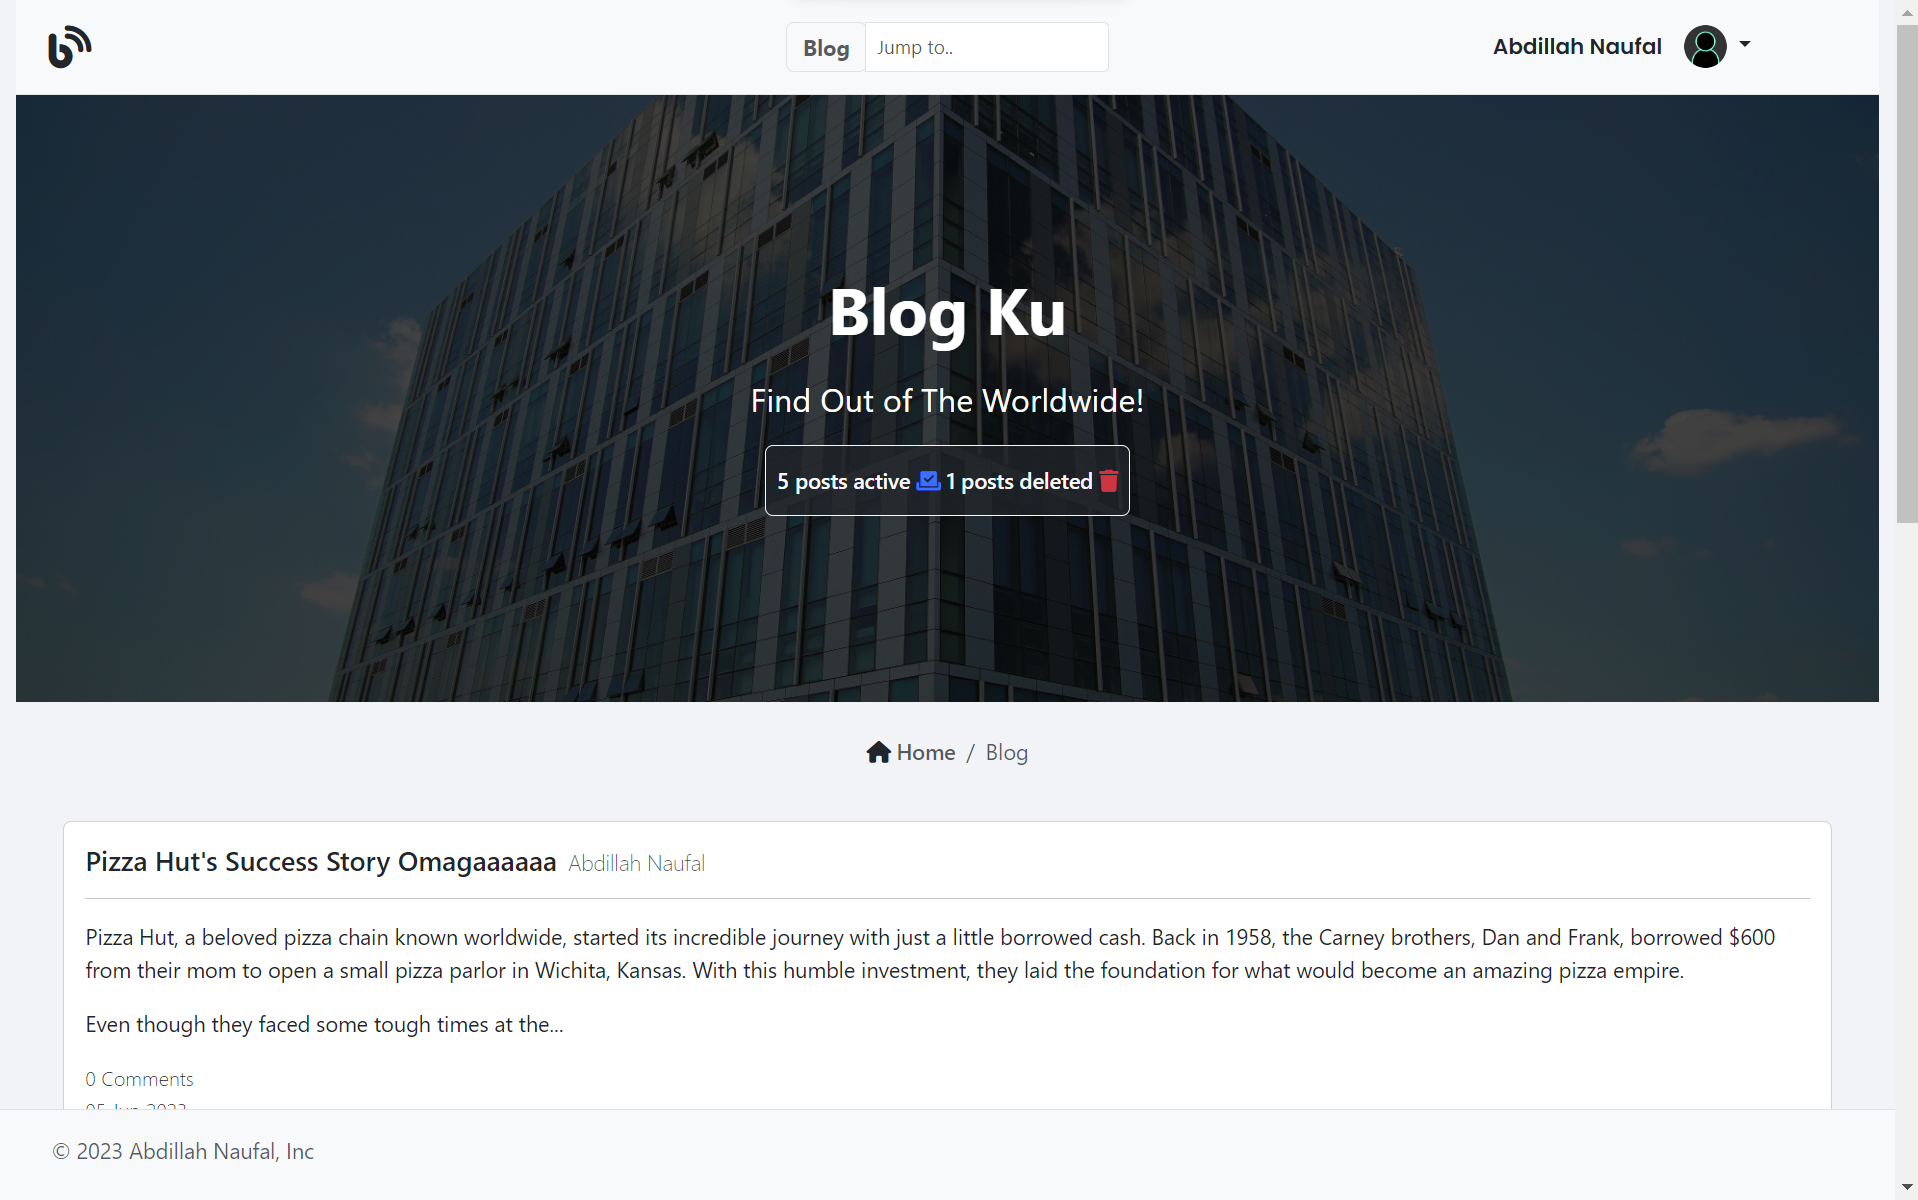 Blog
Jump to..
Abdillah Naufal
Blog Ku
Find Out of The Worldwide!
5 posts active 1 posts deleted
Home / Blog
Pizza Hut's Success Story Omagaaaaaa Abdillah Naufal
Pizza Hut, a beloved pizza chain known worldwide, started its incredible journey with just a little borrowed cash. Back in 1958, the Carney brothers, Dan and Frank, borrowed $600
from their mom to open a small pizza parlor in Wichita, Kansas. With this humble investment, they laid the foundation for what would become an amazing pizza empire.
Even though they faced some tough times at the...
0 Comments
05 Jun 2023
© 2023 Abdillah Naufal, Inc